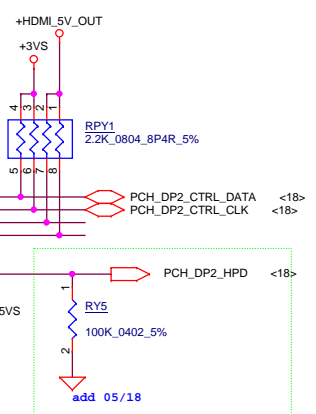 +HDMI_5V_OUT
+3VS
4 3 2 1
RPY1
2.2K_0804_8P4R_5%
5 6 7 8
PCH_DP2_CTRL_DATA <18>
PCH_DP2_CTRL_CLK <18>
PCH_DP2_HPD <18>
1
5VS
RY5
100K_0402_5%
2
add 05/18